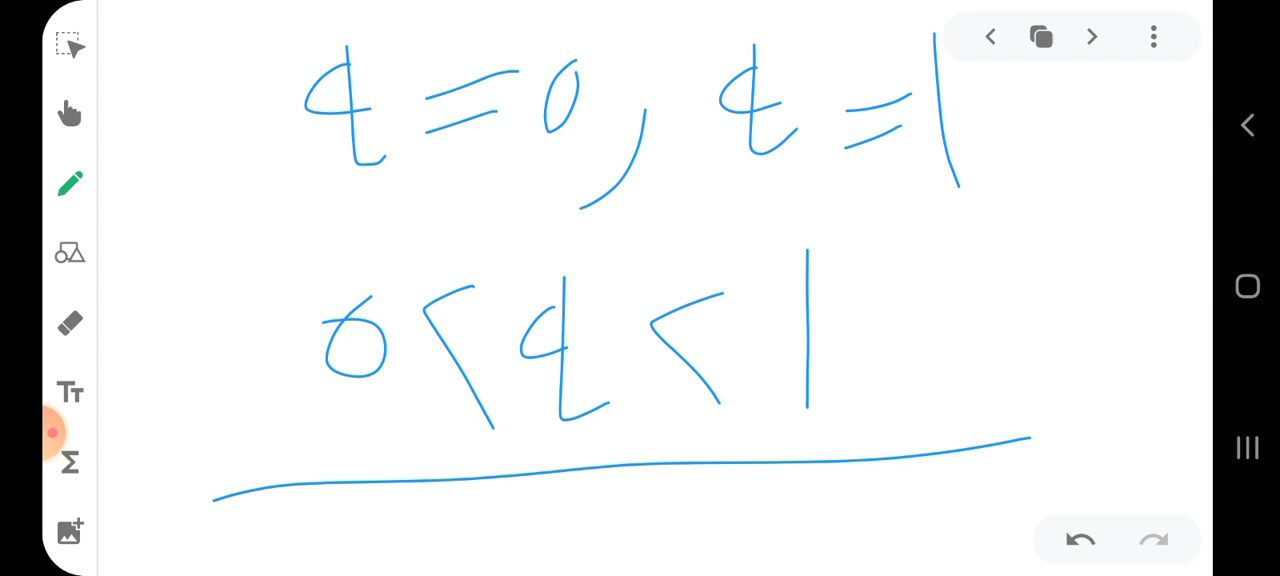 q = 0, q = 1
0 < q < 1